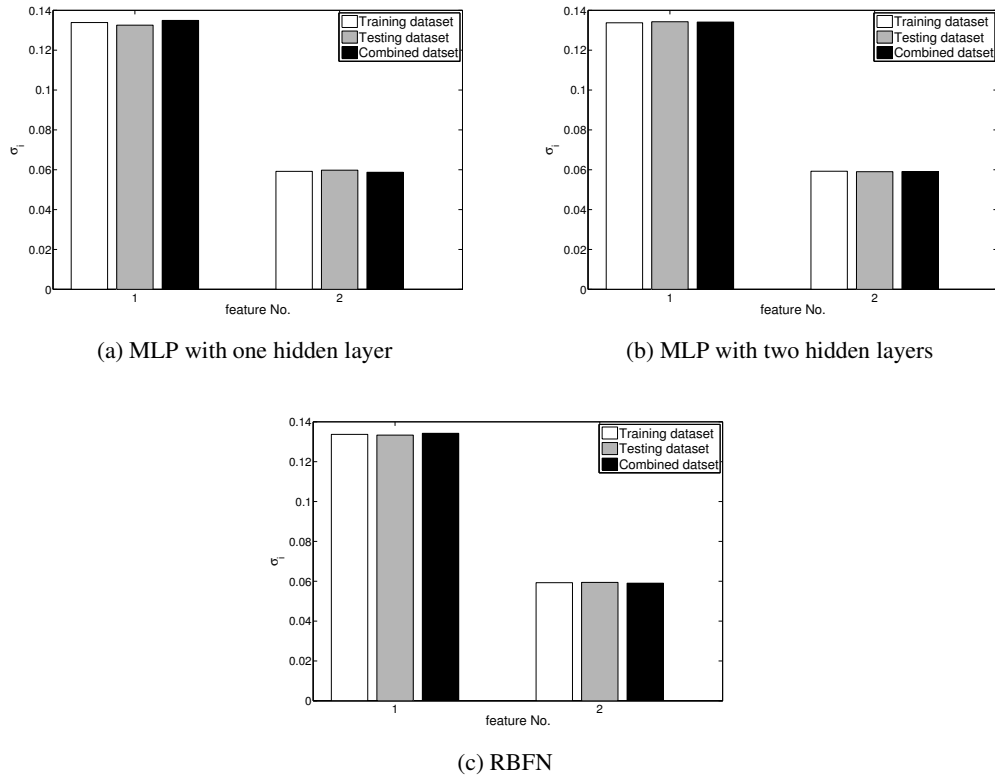 0.14
0.12
0.1
0.08
0.06
0.04
0.02
0
σi
1 2
feature No.
Training dataset
Testing dataset
Combined datset
(a) MLP with one hidden layer
0.14
0.12
0.1
0.08
0.06
0.04
0.02
0
σi
1 2
feature No.
Training dataset
Testing dataset
Combined datset
(b) MLP with two hidden layers
0.14
0.12
0.1
0.08
0.06
0.04
0.02
0
σi
1 2
feature No.
Training dataset
Testing dataset
Combined datset
(c) RBFN